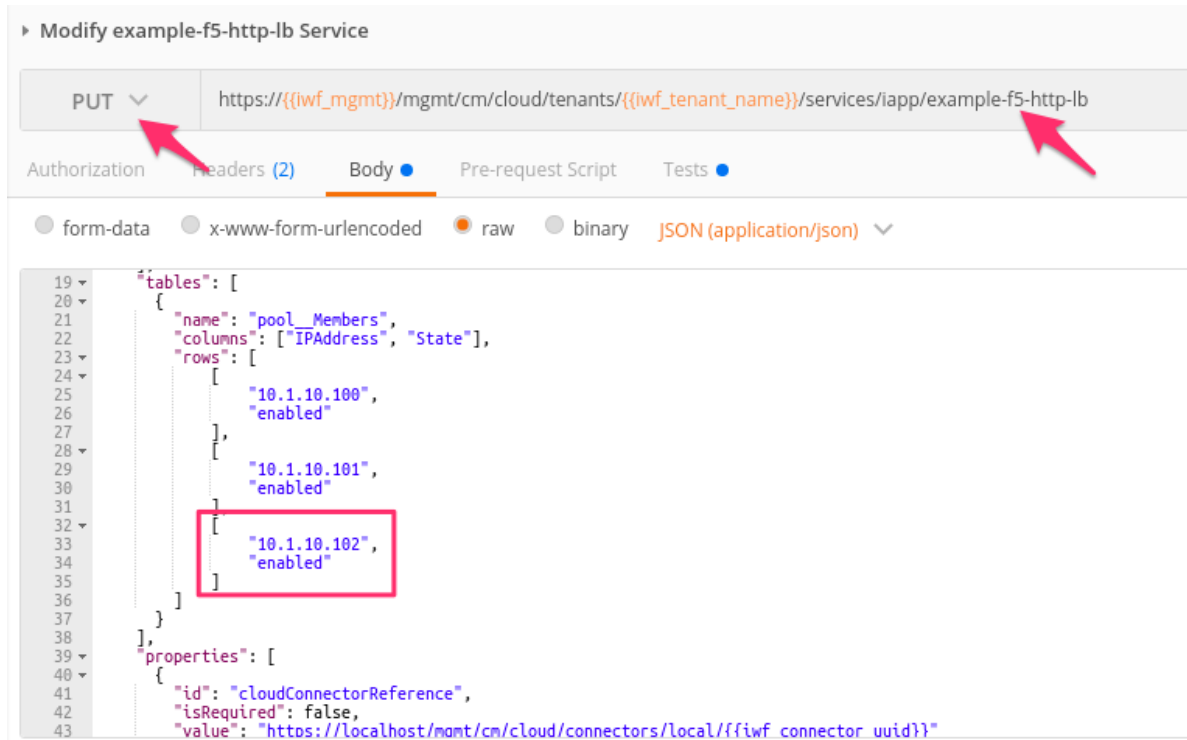 Modify example-f5-http-lb Service
PUT https://{{iwf_mgmt}}/mgmt/cm/cloud/tenants/{{iwf_tenant_name}}/services/iapp/example-f5-http-lb
Authorization Headers (2) Body Pre-request Script Tests
form-data x-www-form-urlencoded raw binary JSON (application/json)
19 "tables": [
20 {
21 "name": "pool__Members",
22 "columns": ["IPAddress", "State"],
23 "rows": [
24 [
25 "10.1.10.100",
26 "enabled"
27 ],
28 [
29 "10.1.10.101",
30 "enabled"
31 ],
32 [
33 "10.1.10.102",
34 "enabled"
35 ]
36 ]
37 }
38 ],
39 "properties": [
40 {
41 "id": "cloudConnectorReference",
42 "isRequired": false,
43 "value": "https://localhost/mgmt/cm/cloud/connectors/local/{{iwf_connector_uuid}}"